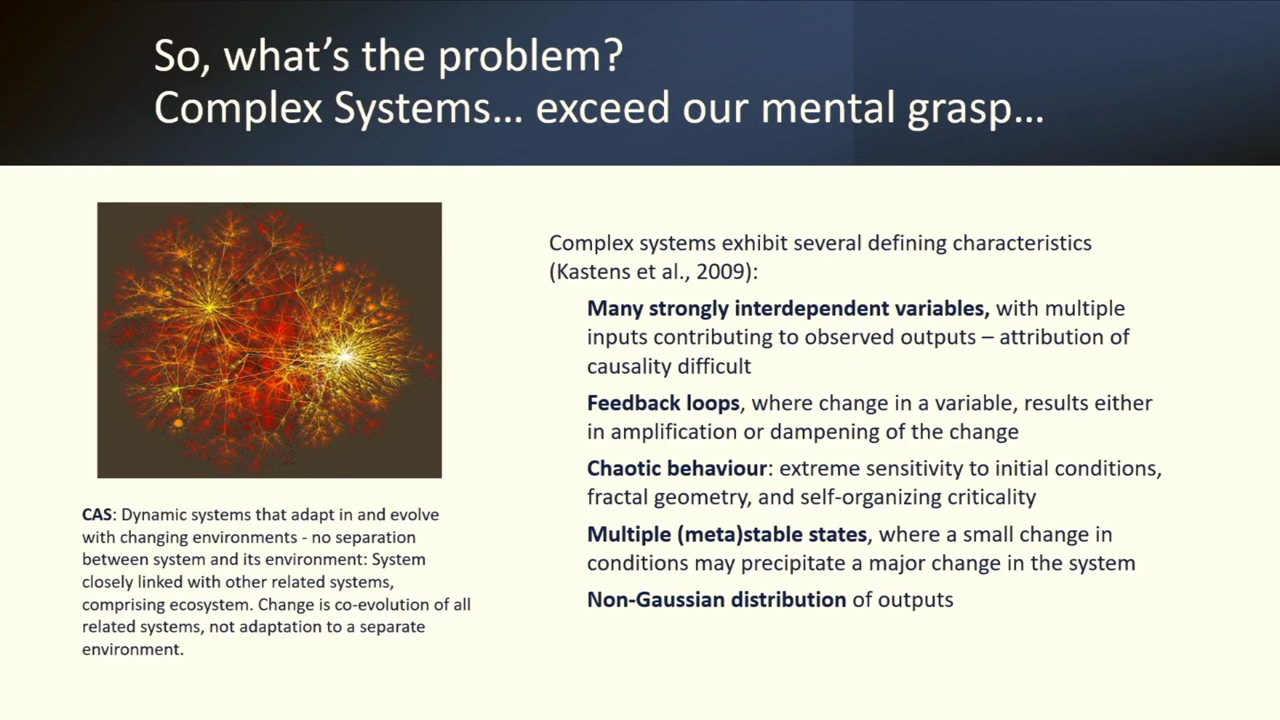 So, what’s the problem?
Complex Systems… exceed our mental grasp…
CAS: Dynamic systems that adapt in and evolve
with changing environments - no separation
between system and its environment: System
closely linked with other related systems,
comprising ecosystem. Change is co-evolution of all
related systems, not adaptation to a separate
environment.
Complex systems exhibit several defining characteristics
(Kastens et al., 2009):
Many strongly interdependent variables, with multiple
inputs contributing to observed outputs – attribution of
causality difficult
Feedback loops, where change in a variable, results either
in amplification or dampening of the change
Chaotic behaviour: extreme sensitivity to initial conditions,
fractal geometry, and self-organizing criticality
Multiple (meta)stable states, where a small change in
conditions may precipitate a major change in the system
Non-Gaussian distribution of outputs